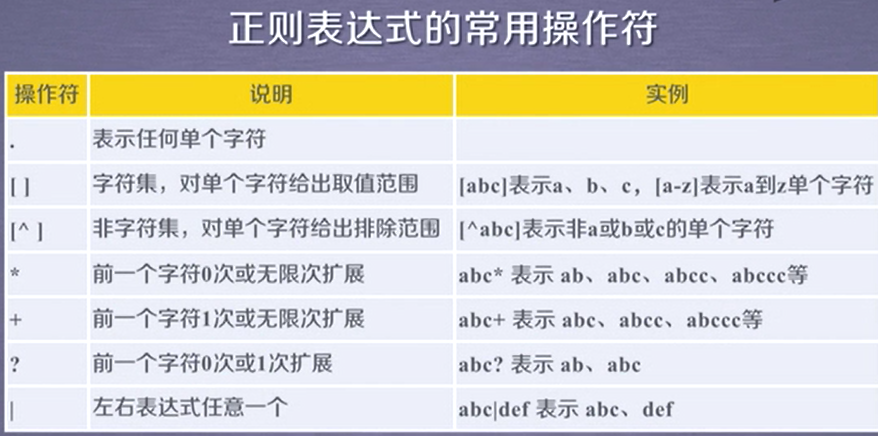 正则表达式的常用操作符
操作符 说明 实例
. 表示任何单个字符
[ ] 字符集，对单个字符给出取值范围 [abc]表示a、b、c，[a-z]表示a到z单个字符
[^ ] 非字符集，对单个字符给出排除范围 [^abc]表示非a或b或c的单个字符
* 前一个字符0次或无限次扩展 abc* 表示 ab、abc、abcc、abccc等
+ 前一个字符1次或无限次扩展 abc+ 表示 abc、abcc、abccc等
? 前一个字符0次或1次扩展 abc? 表示 ab、abc
| 左右表达式任意一个 abc|def 表示 abc、def